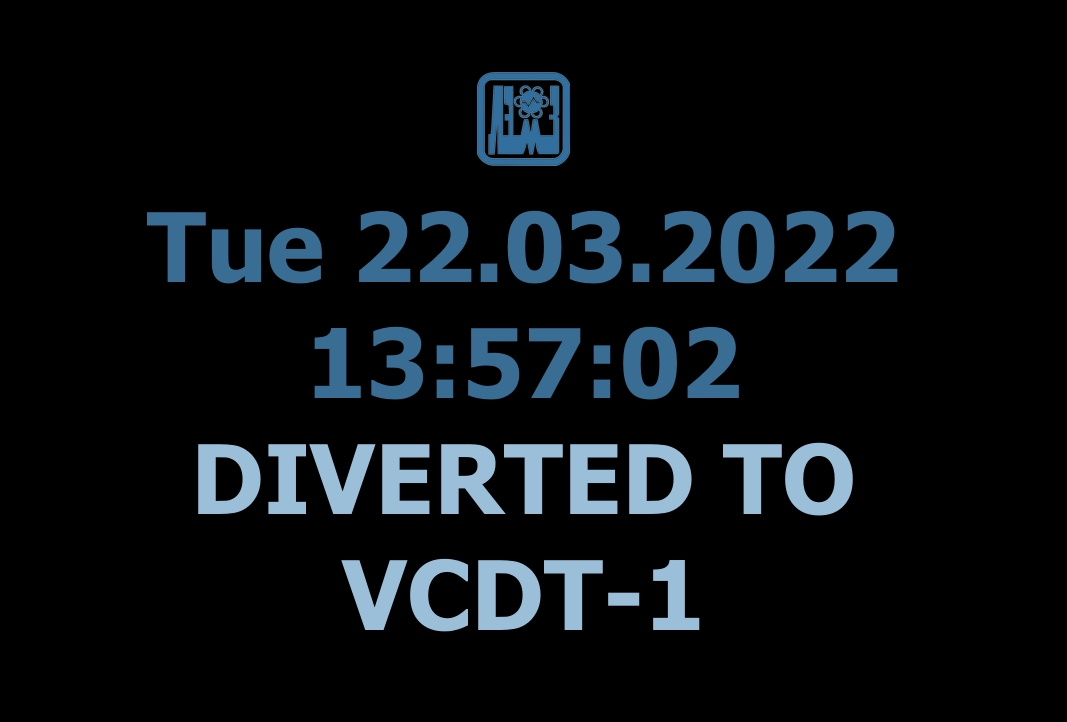 Tue 22.03.2022
13:57:02
DIVERTED TO
VCDT-1